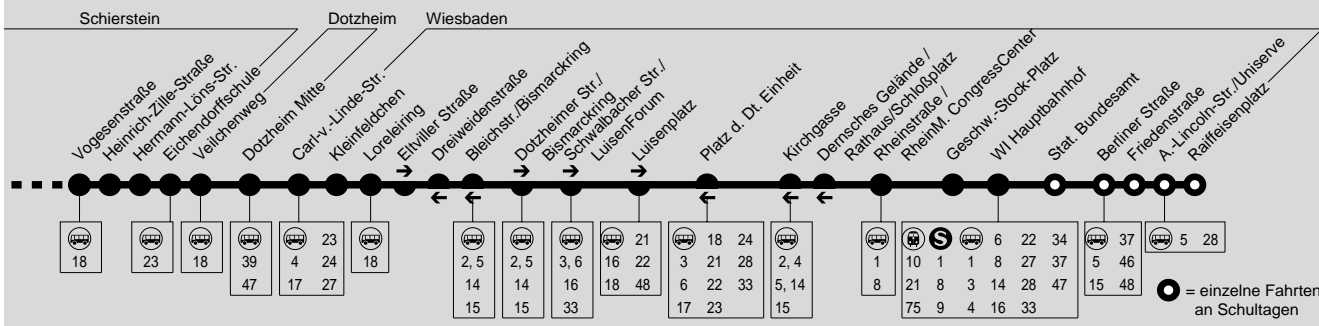 Schierstein
Dotzheim
Wiesbaden
Vogesenstraße
Heinrich-Zille-Straße
Hermann-Löns-Str.
Eichendorffschule
Veilchenweg
Dotzheim Mitte
Carl-v.-Linde-Str.
Kleinfeldchen
Loreleiring
Eltviller Straße
Dreiweidenstraße
Bleichstr./Bismarckring
Dotzheimer Str./
Bismarckring
Schwalbacher Str./
LuisenForum
Luisenplatz
Platz d. Dt. Einheit
Kirchgasse
Dernsches Gelände /
Rathaus/Schloßplatz
Rheinstraße /
RheinM. CongressCenter
Geschw.-Stock-Platz
WI Hauptbahnhof
Stat. Bundesamt
Berliner Straße
Friedenstraße
A.-Lincoln-Str./Uniserve
Raiffeisenplatz
18
23
18
39
47
23
4 24
17 27
18
2, 5
14
15
2, 5
14
15
3, 6
16
33
21
16 22
18 48
18 24
3 21 28
6 22 33
17 23
2, 4
5, 14
15
1
8
S 6 22 34
10 1 1 8 27 37
21 8 3 14 28 47
75 9 4 16 33
37
5 46
15 48
5 28
= einzelne Fahrten
an Schultagen